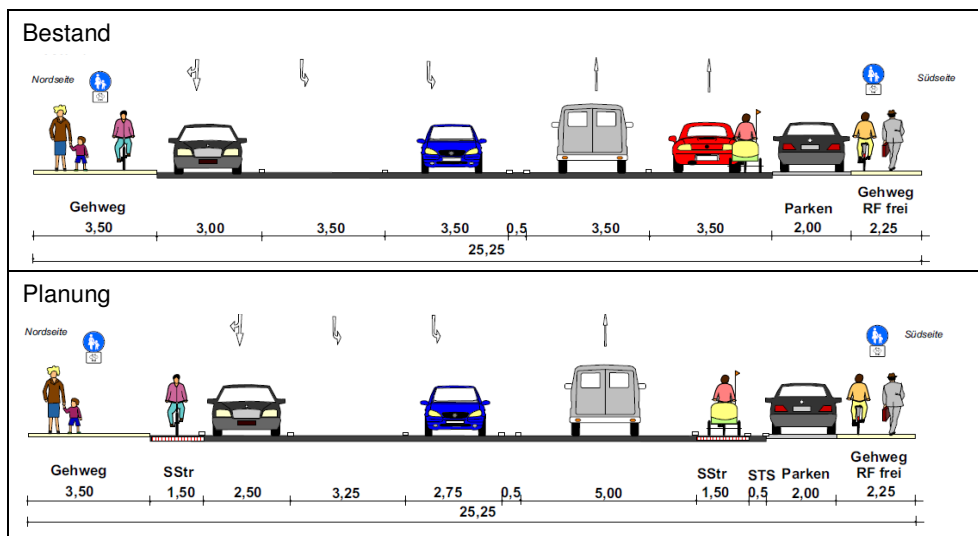 Bestand
Nordseite
Südseite
Gehweg
Parken
Gehweg
RF frei
3,50 3,00 3,50 3,50 0,5 3,50 3,50 2,00 2,25
25,25
Planung
Nordseite
Südseite
Gehweg SStr SStr STS Parken Gehweg
RF frei
3,50 1,50 2,50 3,25 2,75 0,5 5,00 1,50 0,5 2,00 2,25
25,25